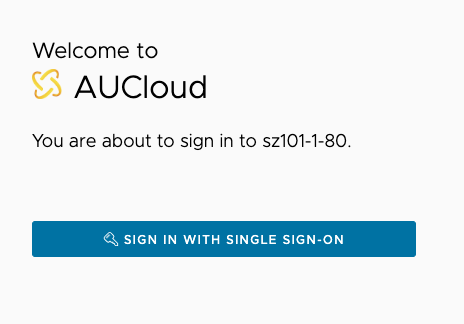 Welcome to
AUCloud
You are about to sign in to sz101-1-80.
SIGN IN WITH SINGLE SIGN-ON